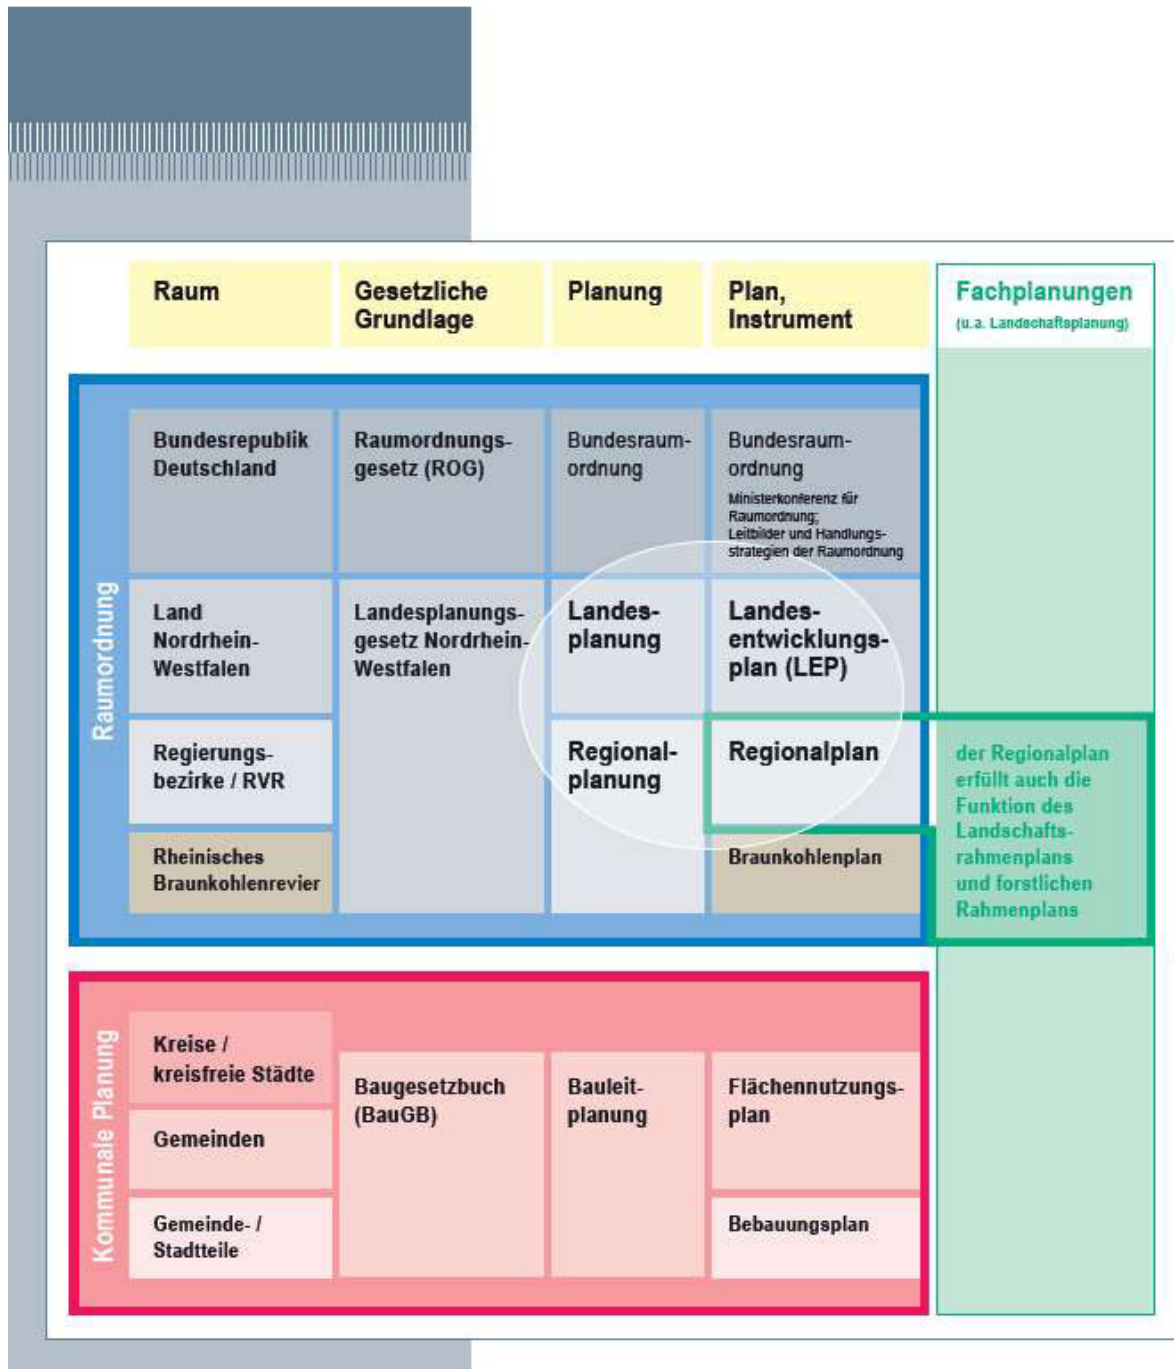 Raum
Gesetzliche
Grundlage
Planung
Plan,
Instrument
Fachplanungen
(u.a. Landschaftsplanung)
Raumordnung
Bundesrepublik
Deutschland
Raumordnungs-
gesetz (ROG)
Bundesraum-
ordnung
Bundesraum-
ordnung
Ministerkonferenz für
Raumordnung;
Leitbilder und Handlungs-
strategien der Raumordnung
Land
Nordrhein-
Westfalen
Landesplanungs-
gesetz Nordrhein-
Westfalen
Landes-
planung
Landes-
entwicklungs-
plan (LEP)
Regierungs-
bezirke / RVR
Regional-
planung
Regionalplan
der Regionalplan
erfüllt auch die
Funktion des
Landschafts-
rahmenplans
und forstlichen
Rahmenplans
Rheinisches
Braunkohlenrevier
Braunkohlenplan
Kommunale Planung
Kreise /
kreisfreie Städte
Baugesetzbuch
(BauGB)
Bauleit-
planung
Flächennutzungs-
plan
Gemeinden
Gemeinde- /
Stadtteile
Bebauungsplan